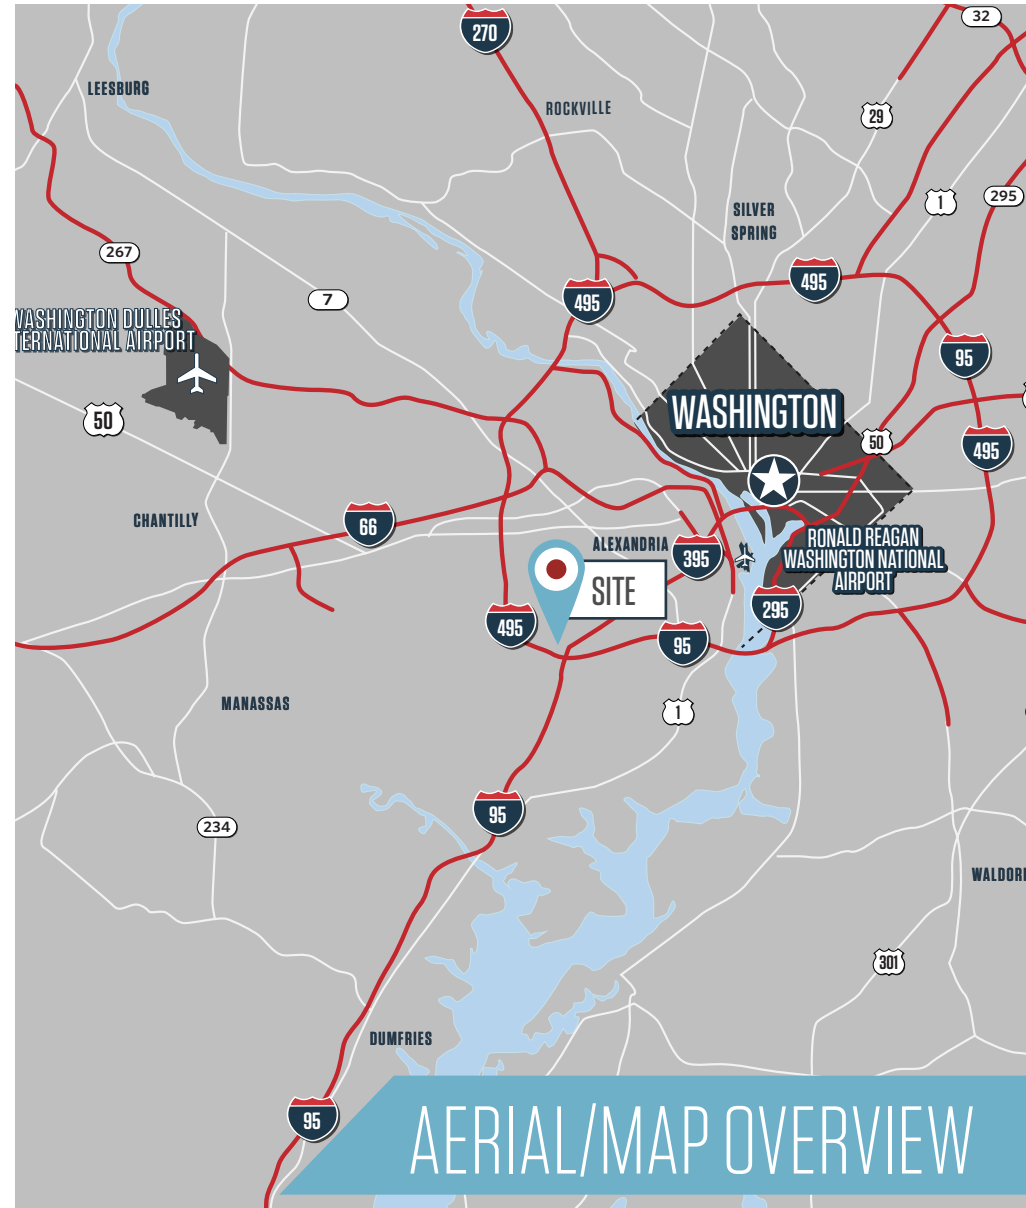 32
270
LEESBURG
ROCKVILLE
29
1
295
SILVER
SPRING
267
495
7
495
WASHINGTON DULLES
TERNATIONAL AIRPORT
95
50
WASHINGTON
50
495
CHANTILLY
66
ALEXANDRIA
395
RONALD REAGAN
WASHINGTON NATIONAL
AIRPORT
SITE
295
495
95
MANASSAS
1
95
234
WALDOR
301
DUMFRIES
95
AERIAL/MAP OVERVIEW